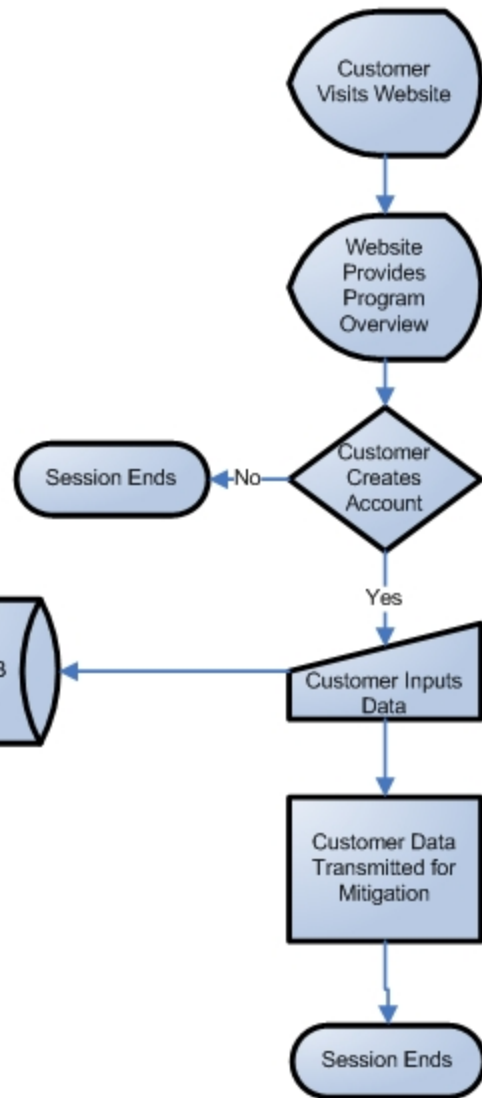 Customer
Visits Website
Website
Provides
Program
Overview
Customer
Creates
Account
No
Session Ends
Yes
Customer Inputs
Data
Customer Data
Transmitted for
Mitigation
Session Ends